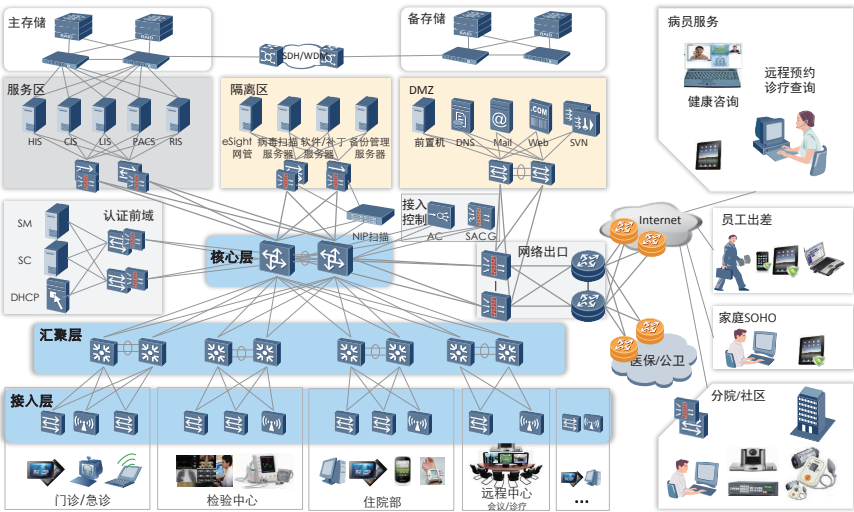 主存储
RAID
RAID
SDH/WDM
备存储
RAID
RAID
病员服务
健康咨询
远程预约
诊疗查询
服务区
HIS
CIS
LIS
PACS
RIS
隔离区
eSight
网管
病毒扫描
服务器
软件/补丁
服务器
备份管理
服务器
DMZ
.COM
前置机
DNS
Mail
Web
SVN
认证前域
SM
SC
DHCP
NIP扫描
接入
控制
AC
SACG
核心层
网络出口
Internet
员工出差
汇聚层
医保/公卫
家庭SOHO
接入层
分院/社区
门诊/急诊
检验中心
住院部
远程中心
会议/诊疗
...